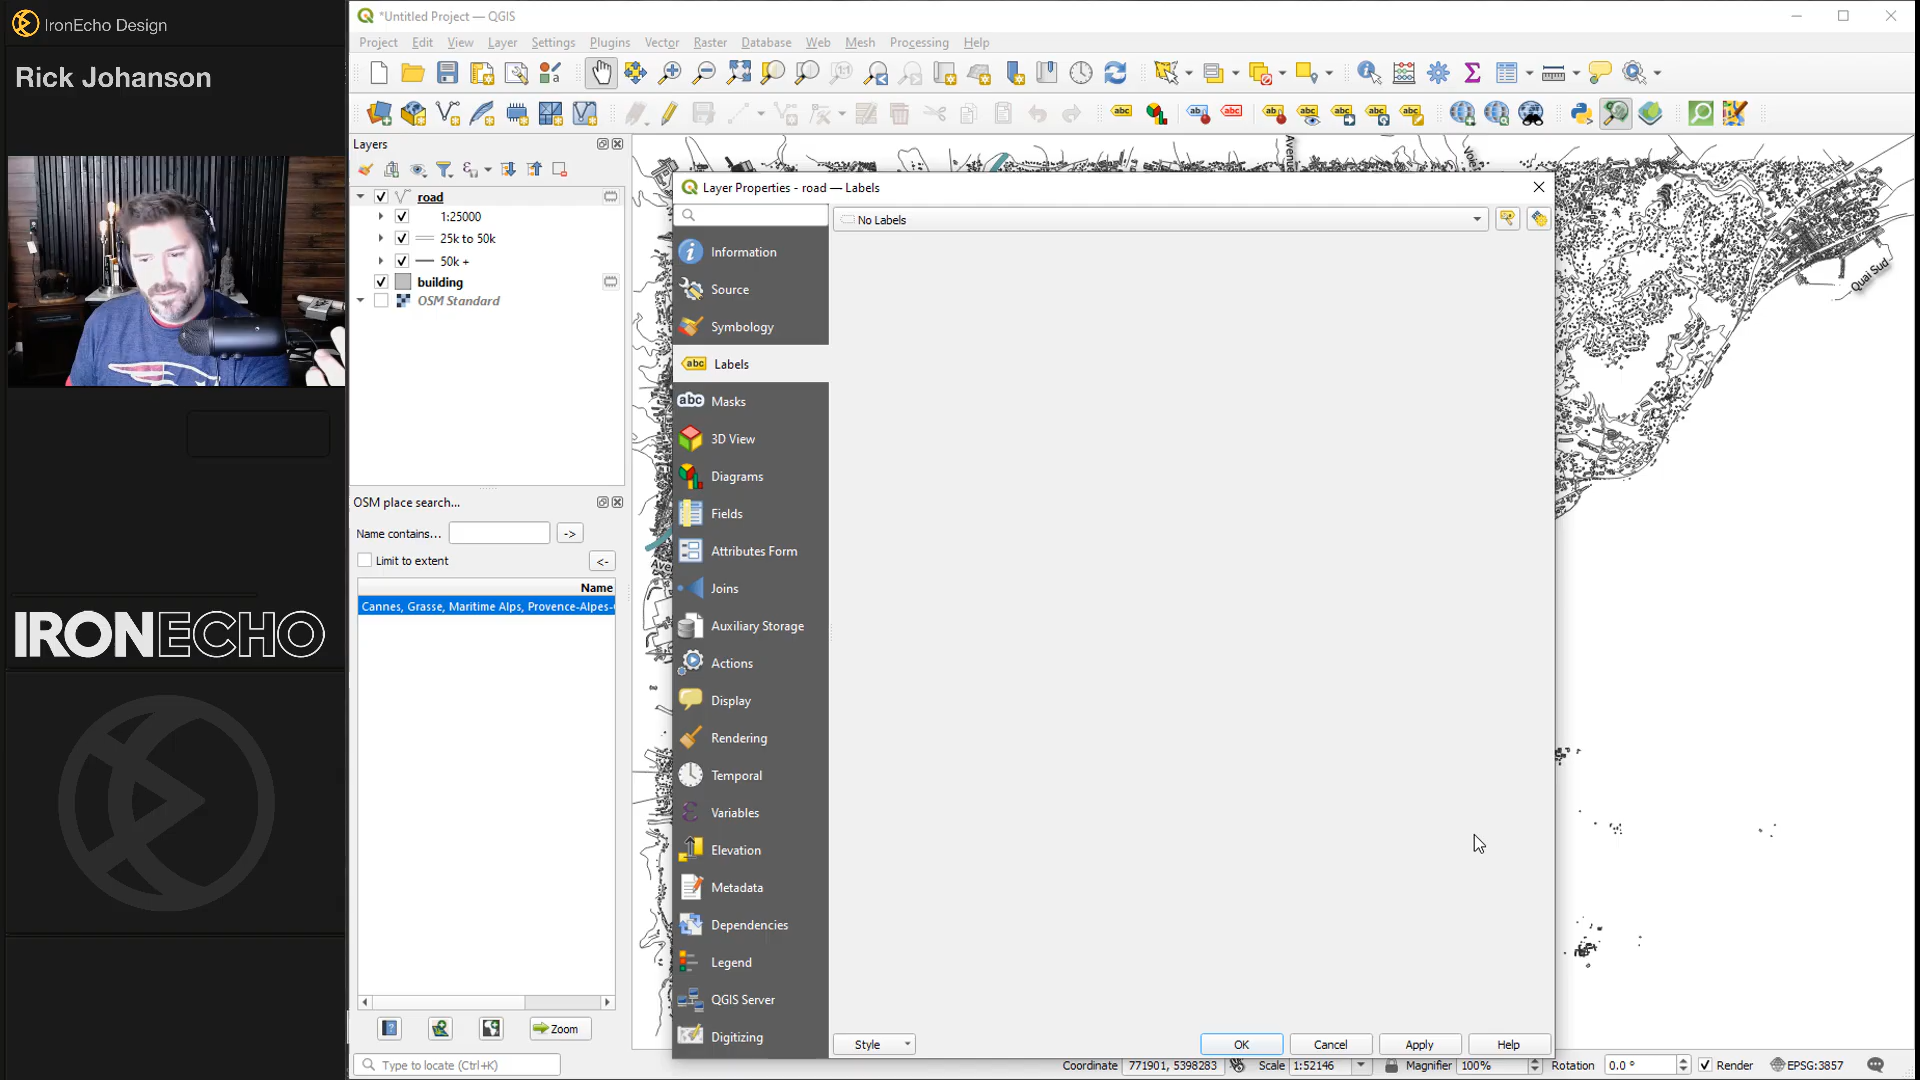 IronEcho Design
Rick Johanson
IRONECHO
*Untitled Project — QGIS
Project Edit View Layer Settings Plugins Vector Raster Database Web Mesh Processing Help
Layers
road
1:25000
25k to 50k
50k +
building
OSM Standard
OSM place search...
Name contains...
->
Limit to extent
<-
Name
Cannes, Grasse, Maritime Alps, Provence-Alpes-
Zoom
Type to locate (Ctrl+K)
Layer Properties - road — Labels
No Labels
Information
Source
Symbology
abc Labels
abc Masks
3D View
Diagrams
Fields
Attributes Form
Joins
Auxiliary Storage
Actions
Display
Rendering
Temporal
Variables
Elevation
Metadata
Dependencies
Legend
QGIS Server
Digitizing
Style
OK
Cancel
Apply
Help
Quai Sud
Coordinate 771901, 5398283 Scale 1:52146 Magnifier 100% Rotation 0.0 ° Render EPSG:3857